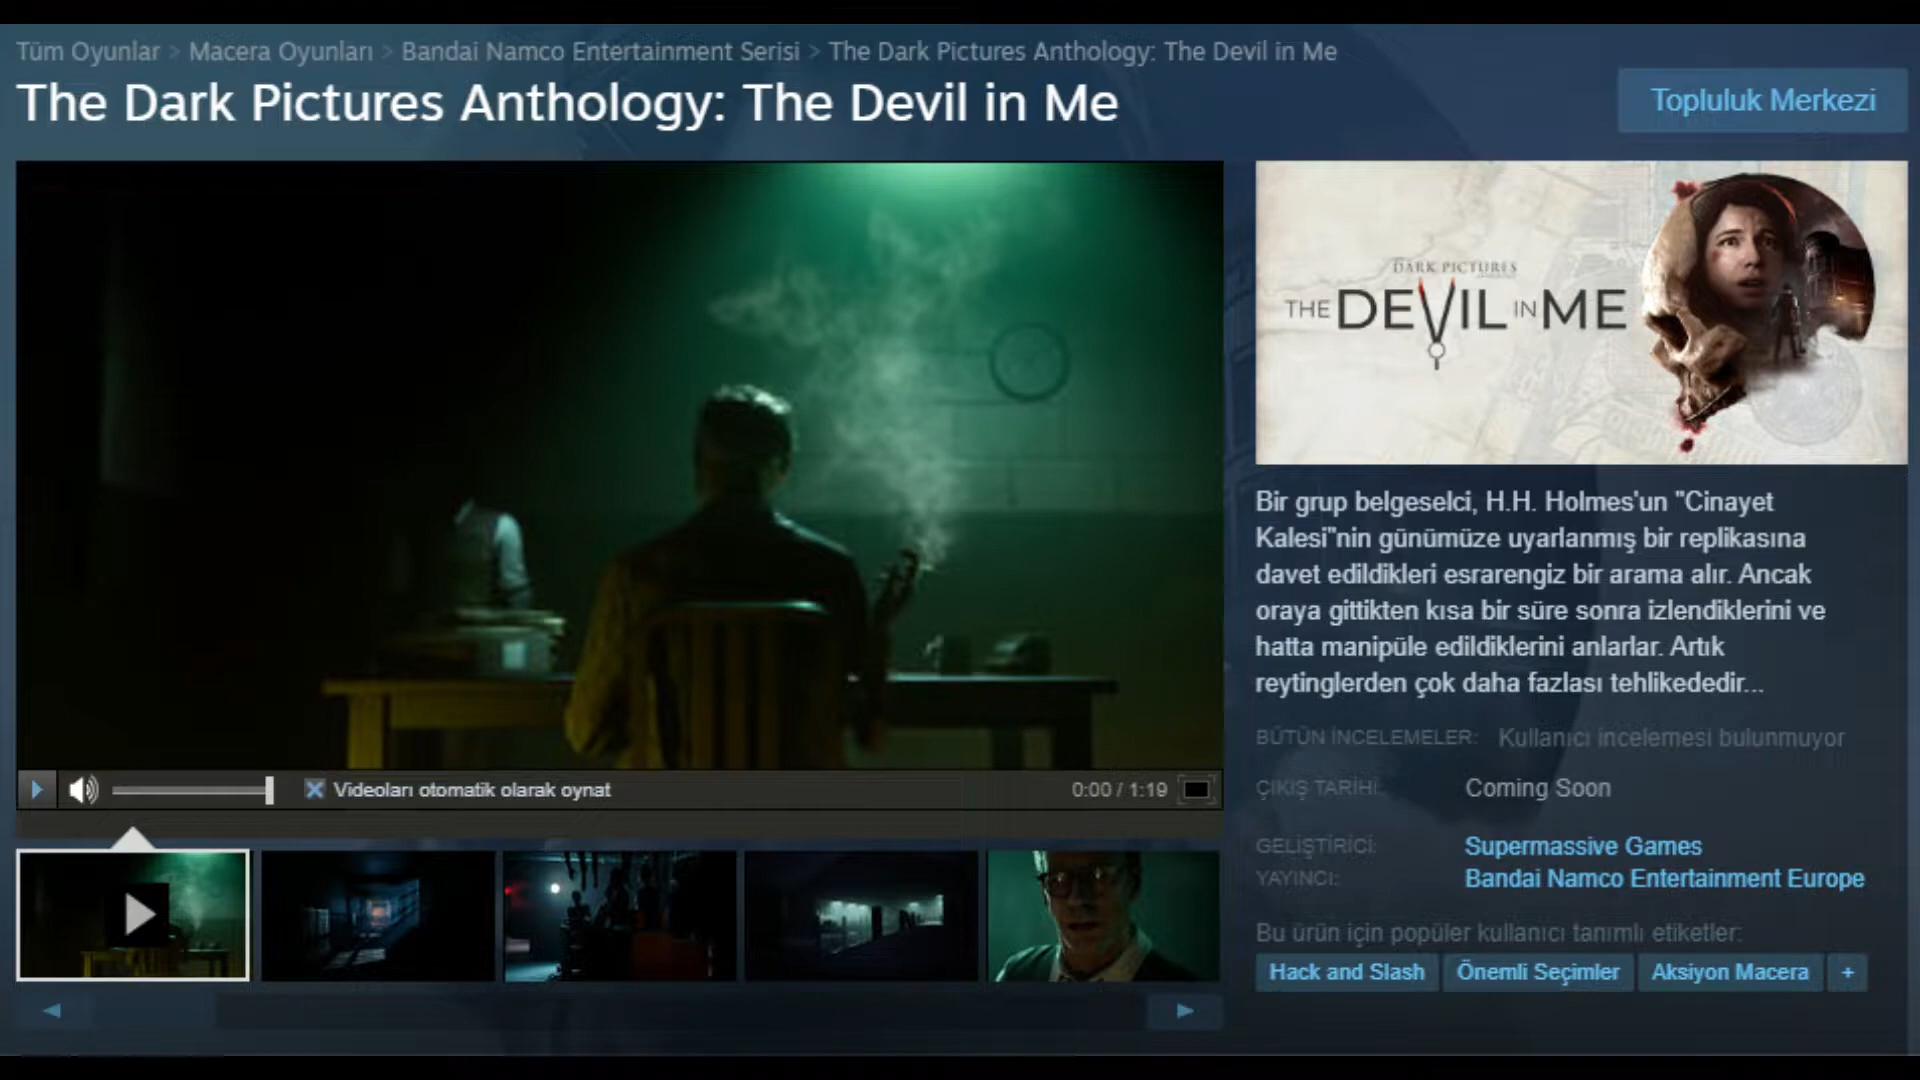 Tüm Oyunlar > Macera Oyunları > Bandai Namco Entertainment Serisi > The Dark Pictures Anthology: The Devil in Me
The Dark Pictures Anthology: The Devil in Me
Topluluk Merkezi
DARK PICTURES
THE DEVIL IN ME
Bir grup belgeselci, H.H. Holmes'un "Cinayet
Kalesi"nin günümüze uyarlanmış bir replikasına
davet edildikleri esrarengiz bir arama alır. Ancak
oraya gittikten kısa bir süre sonra izlendiklerini ve
hatta manipüle edildiklerini anlarlar. Artık
reytinglerden çok daha fazlası tehlikededir...
BÜTÜN İNCELEMELER: Kullanıcı incelemesi bulunmuyor
ÇIKIŞ TARİHİ: Coming Soon
GELİŞTİRİCİ: Supermassive Games
YAYINCI: Bandai Namco Entertainment Europe
Bu ürün için popüler kullanıcı tanımlı etiketler:
Hack and Slash Önemli Seçimler Aksiyon Macera +
Videoları otomatik olarak oynat 0:00 / 1:19